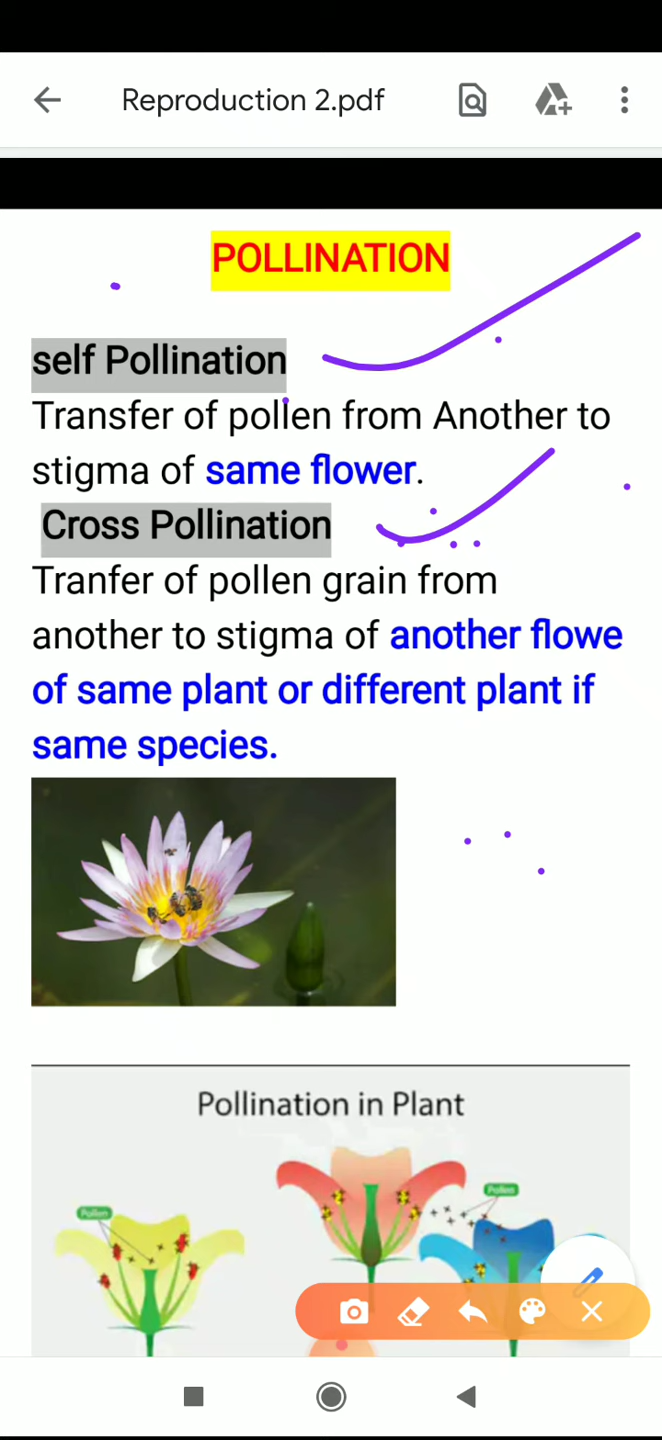 Reproduction 2.pdf
POLLINATION
self Pollination
Transfer of pollen from Another to
stigma of same flower.
Cross Pollination
Tranfer of pollen grain from
another to stigma of another flowe
of same plant or different plant if
same species.
Pollination in Plant
Pollen
Pollen